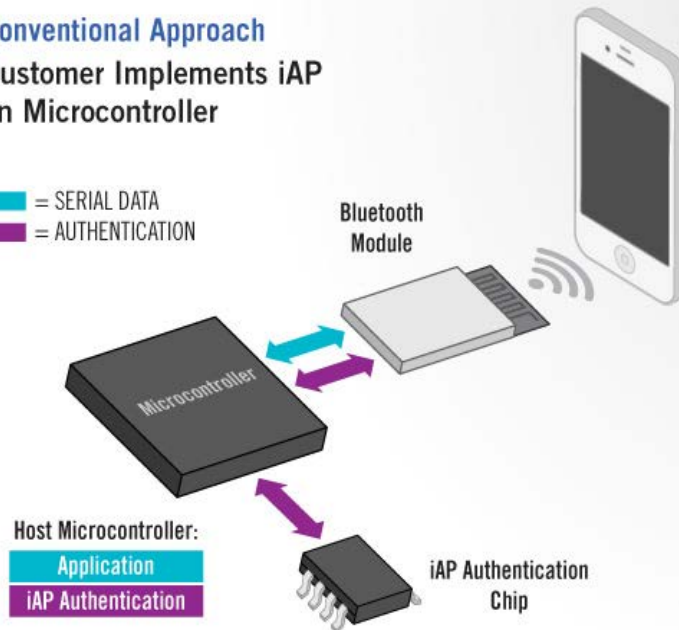 onventional Approach
ustomer Implements iAP
n Microcontroller
= SERIAL DATA
= AUTHENTICATION
Bluetooth
Module
Microcontroller
Host Microcontroller:
Application
iAP Authentication
iAP Authentication
Chip